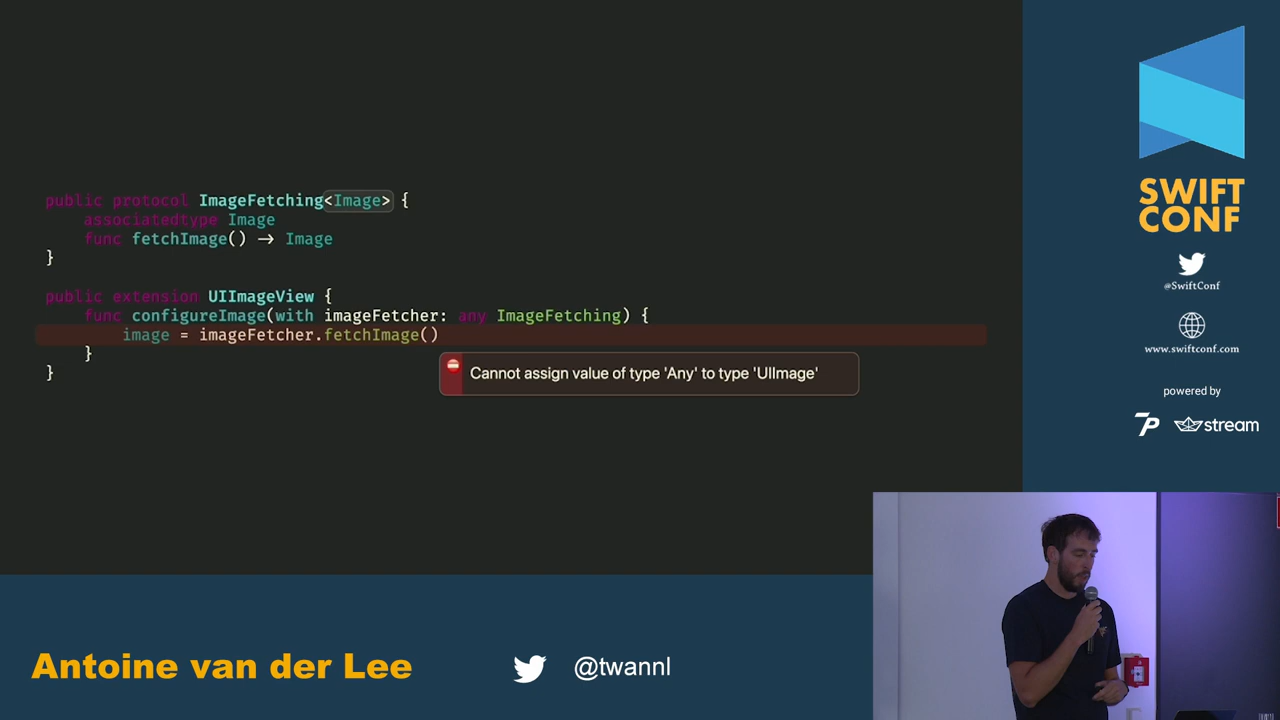 public protocol ImageFetching<Image> {
associatedtype Image
func fetchImage() → Image
}
public extension UIImageView {
func configureImage(with imageFetcher: any ImageFetching) {
image = imageFetcher.fetchImage()
}
}
Cannot assign value of type 'Any' to type 'UIImage'
SWIFT
CONF
@SwiftConf
www.swiftconf.com
powered by
7P stream
Antoine van der Lee
@twannl